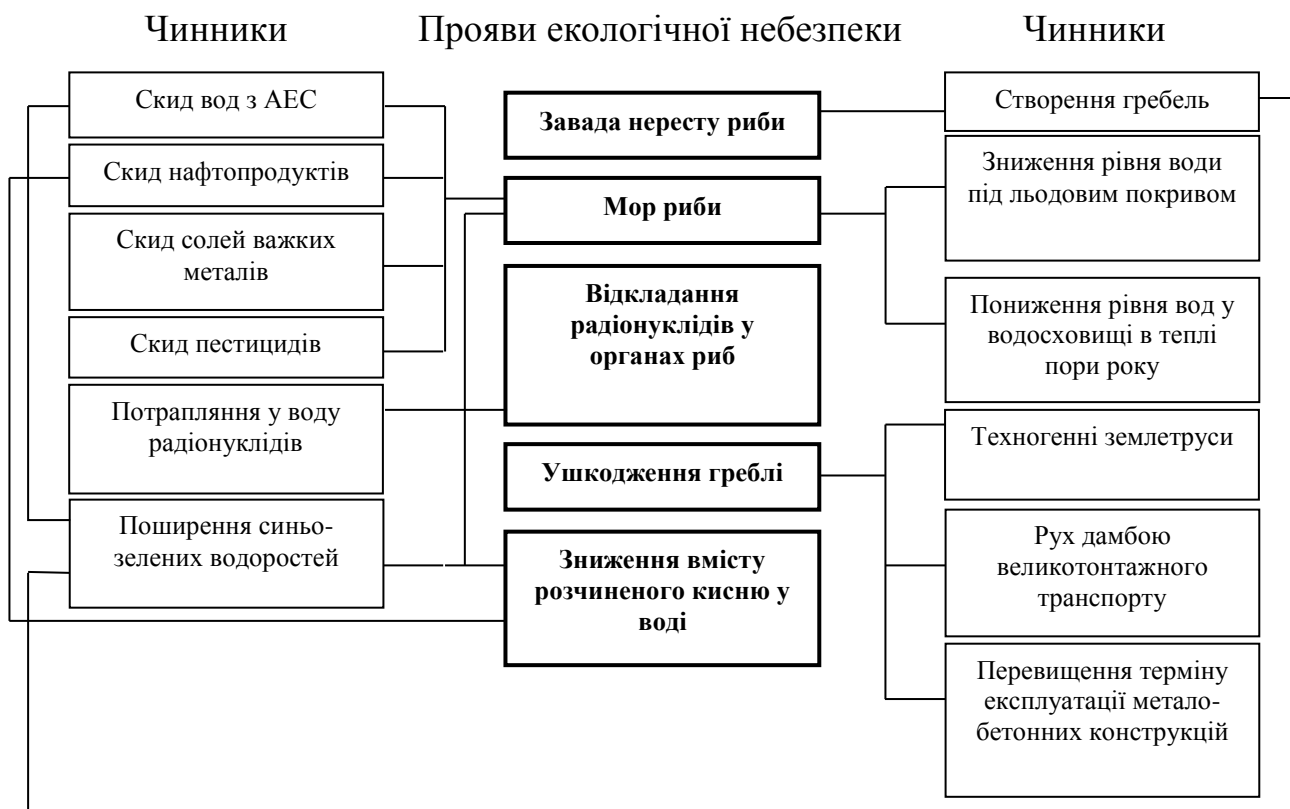 Чинники
Прояви екологічної небезпеки
Чинники
Скид вод з АЕС
Скид нафтопродуктів
Скид солей важких
металів
Скид пестицидів
Потрапляння у воду
радіонуклідів
Поширення синьо-
зелених водоростей
Завада нересту риби
Мор риби
Відкладання
радіонуклідів у
органах риб
Ушкодження греблі
Зниження вмісту
розчиненого кисню у
воді
Створення гребель
Зниження рівня води
під льодовим покривом
Пониження рівня вод у
водосховищі в теплі
пори року
Техногенні землетруси
Рух дамбою
великотонтажного
транспорту
Перевищення терміну
експлуатації метало-
бетонних конструкцій